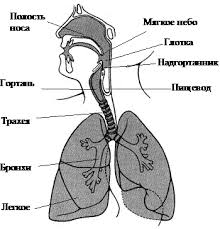 Полость
носа
Мягкое небо
Глотка
Надгортанник
Гортань
Пищевод
Трахея
Бронхи
Легкое